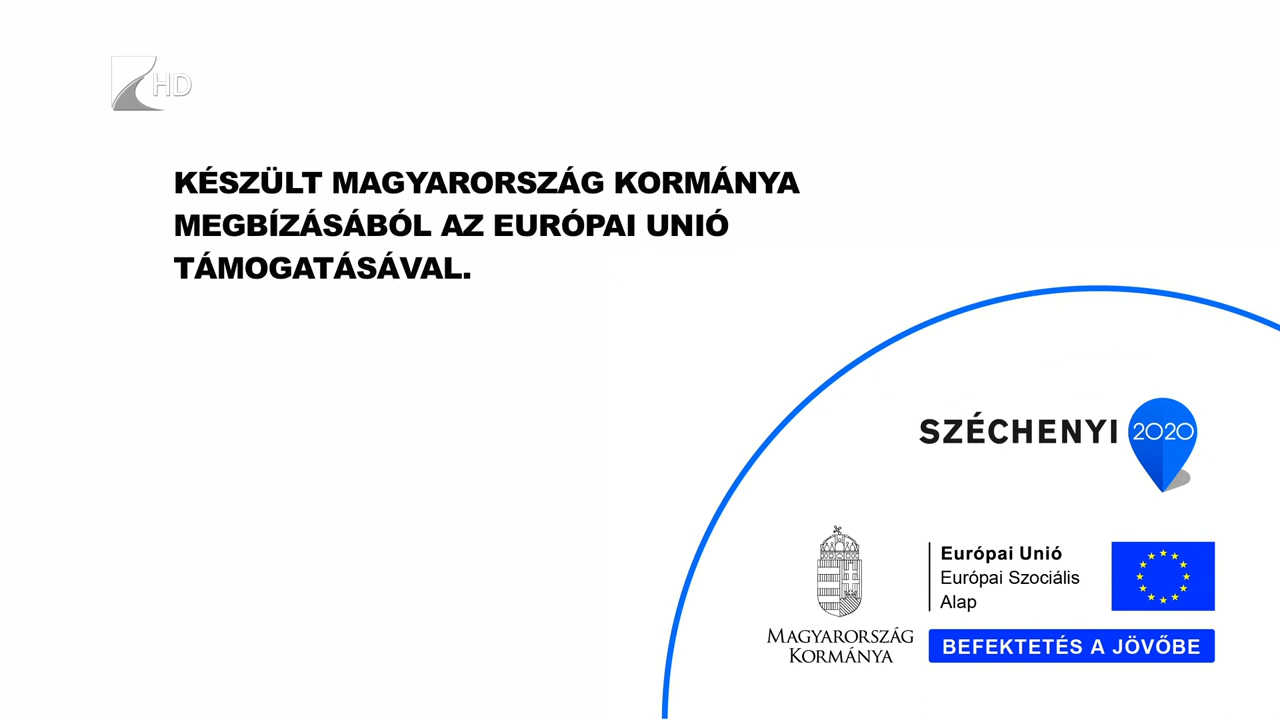 HD
KÉSZÜLT MAGYARORSZÁG KORMÁNYA
MEGBÍZÁSÁBÓL AZ EURÓPAI UNIÓ
TÁMOGATÁSÁVAL.
SZÉCHENYI 2020
MAGYARORSZÁG
KORMÁNYA
Európai Unió
Európai Szociális
Alap
BEFEKTETÉS A JÖVŐBE